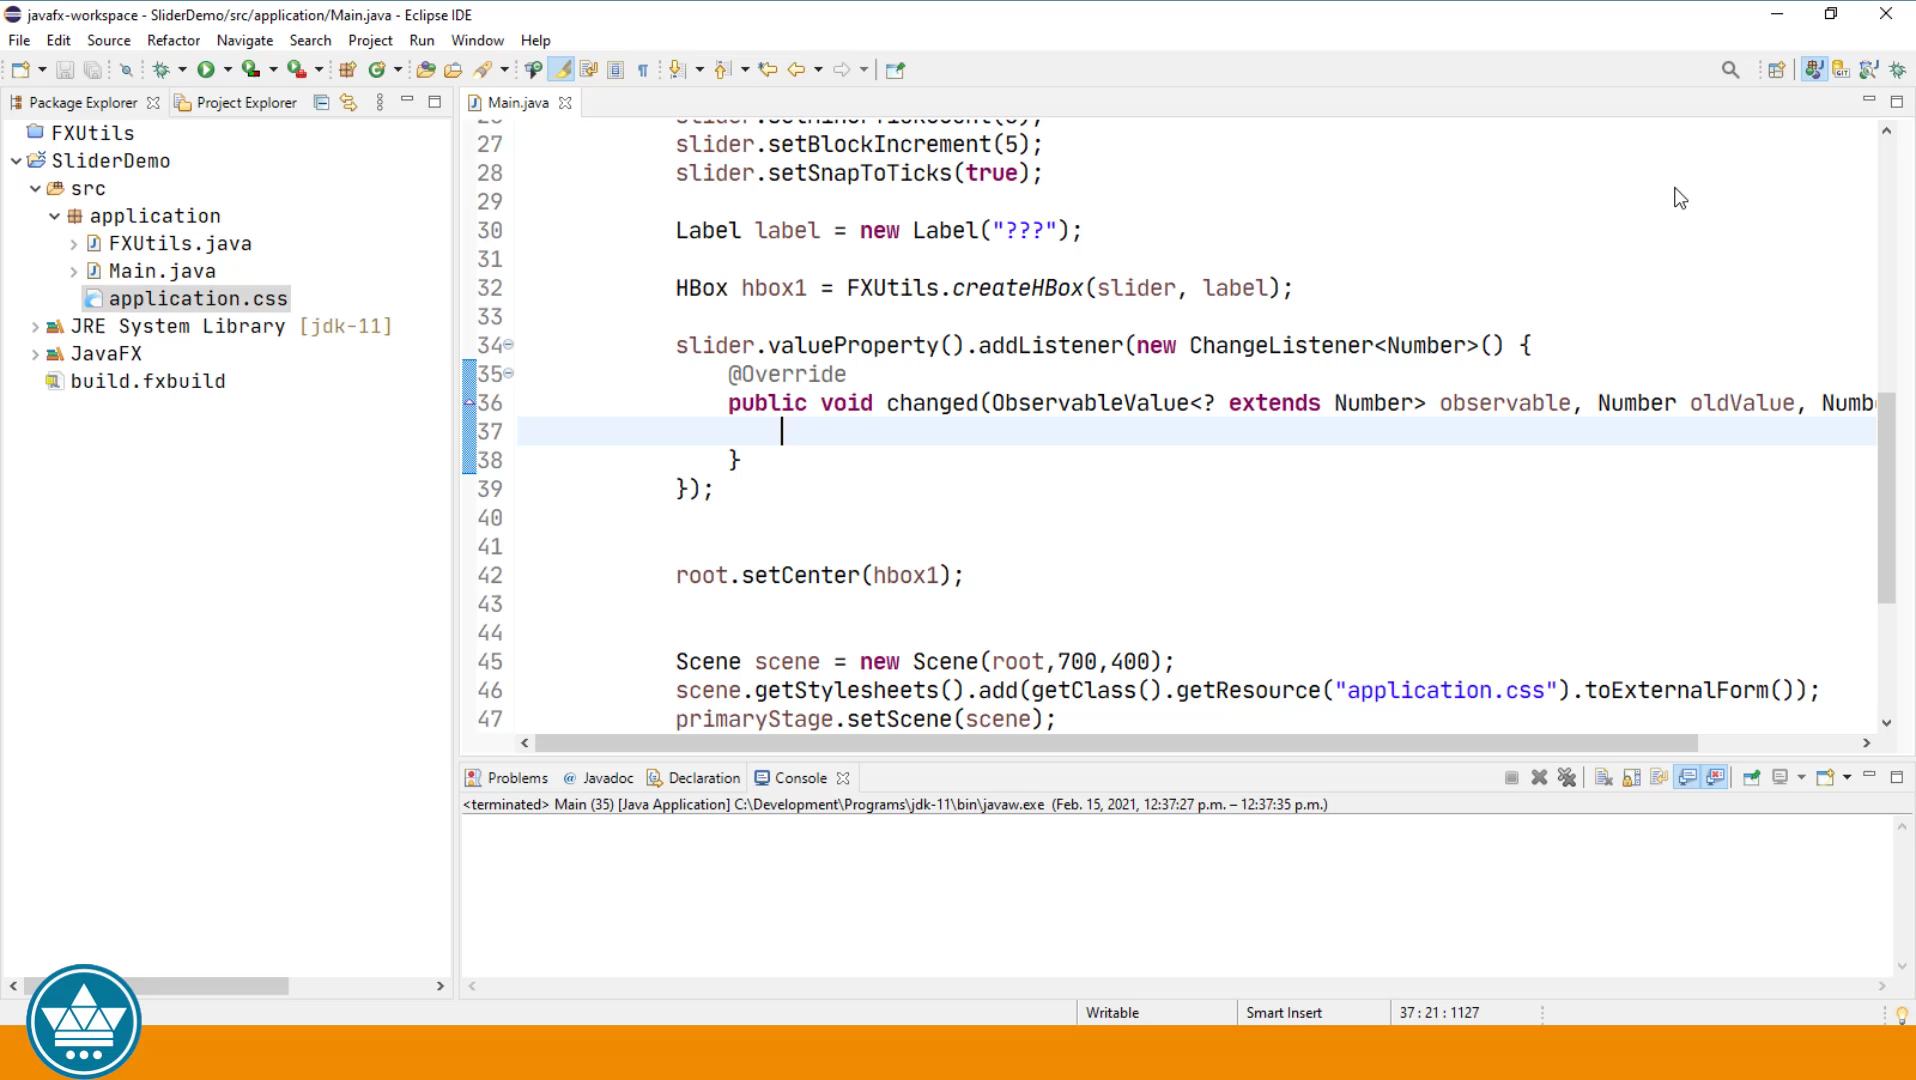 javafx-workspace - SliderDemo/src/application/Main.java - Eclipse IDE
File Edit Source Refactor Navigate Search Project Run Window Help
Package Explorer Project Explorer
Main.java
FXUtils
SliderDemo
src
application
FXUtils.java
Main.java
application.css
JRE System Library [jdk-11]
JavaFX
build.fxbuild
27 slider.setBlockIncrement(5);
28 slider.setSnapToTicks(true);
29
30 Label label = new Label("???");
31
32 HBox hbox1 = FXUtils.createHBox(slider, label);
33
34 slider.valueProperty().addListener(new ChangeListener<Number>() {
35 @Override
36 public void changed(ObservableValue<? extends Number> observable, Number oldValue, Numb
37
38 }
39 });
40
41
42 root.setCenter(hbox1);
43
44
45 Scene scene = new Scene(root,700,400);
46 scene.getStylesheets().add(getClass().getResource("application.css").toExternalForm());
47 primaryStage.setScene(scene);
Problems @ Javadoc Declaration Console
<terminated> Main (35) [Java Application] C:\Development\Programs\jdk-11\bin\javaw.exe (Feb. 15, 2021, 12:37:27 p.m. – 12:37:35 p.m.)
Writable Smart Insert 37 : 21 : 1127